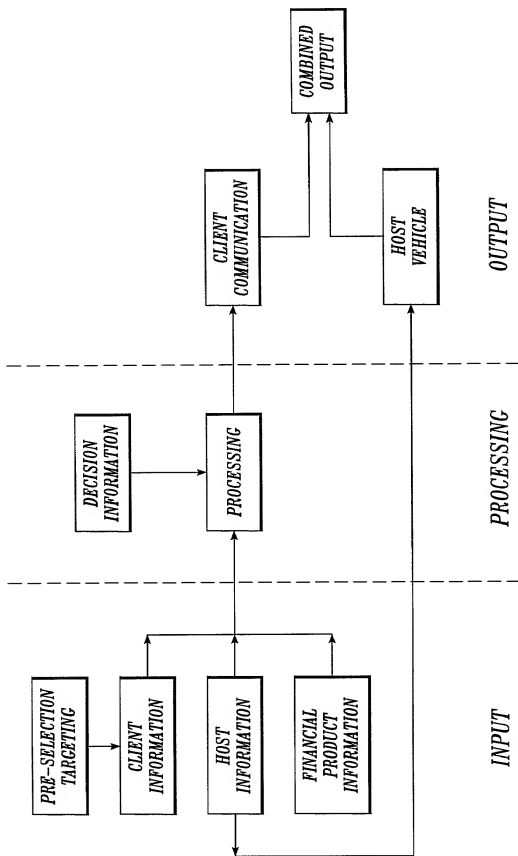 PRE-SELECTION
TARGETING
CLIENT
INFORMATION
HOST
INFORMATION
FINANCIAL
PRODUCT
INFORMATION
INPUT
DECISION
INFORMATION
PROCESSING
PROCESSING
CLIENT
COMMUNICATION
HOST
VEHICLE
COMBINED
OUTPUT
OUTPUT